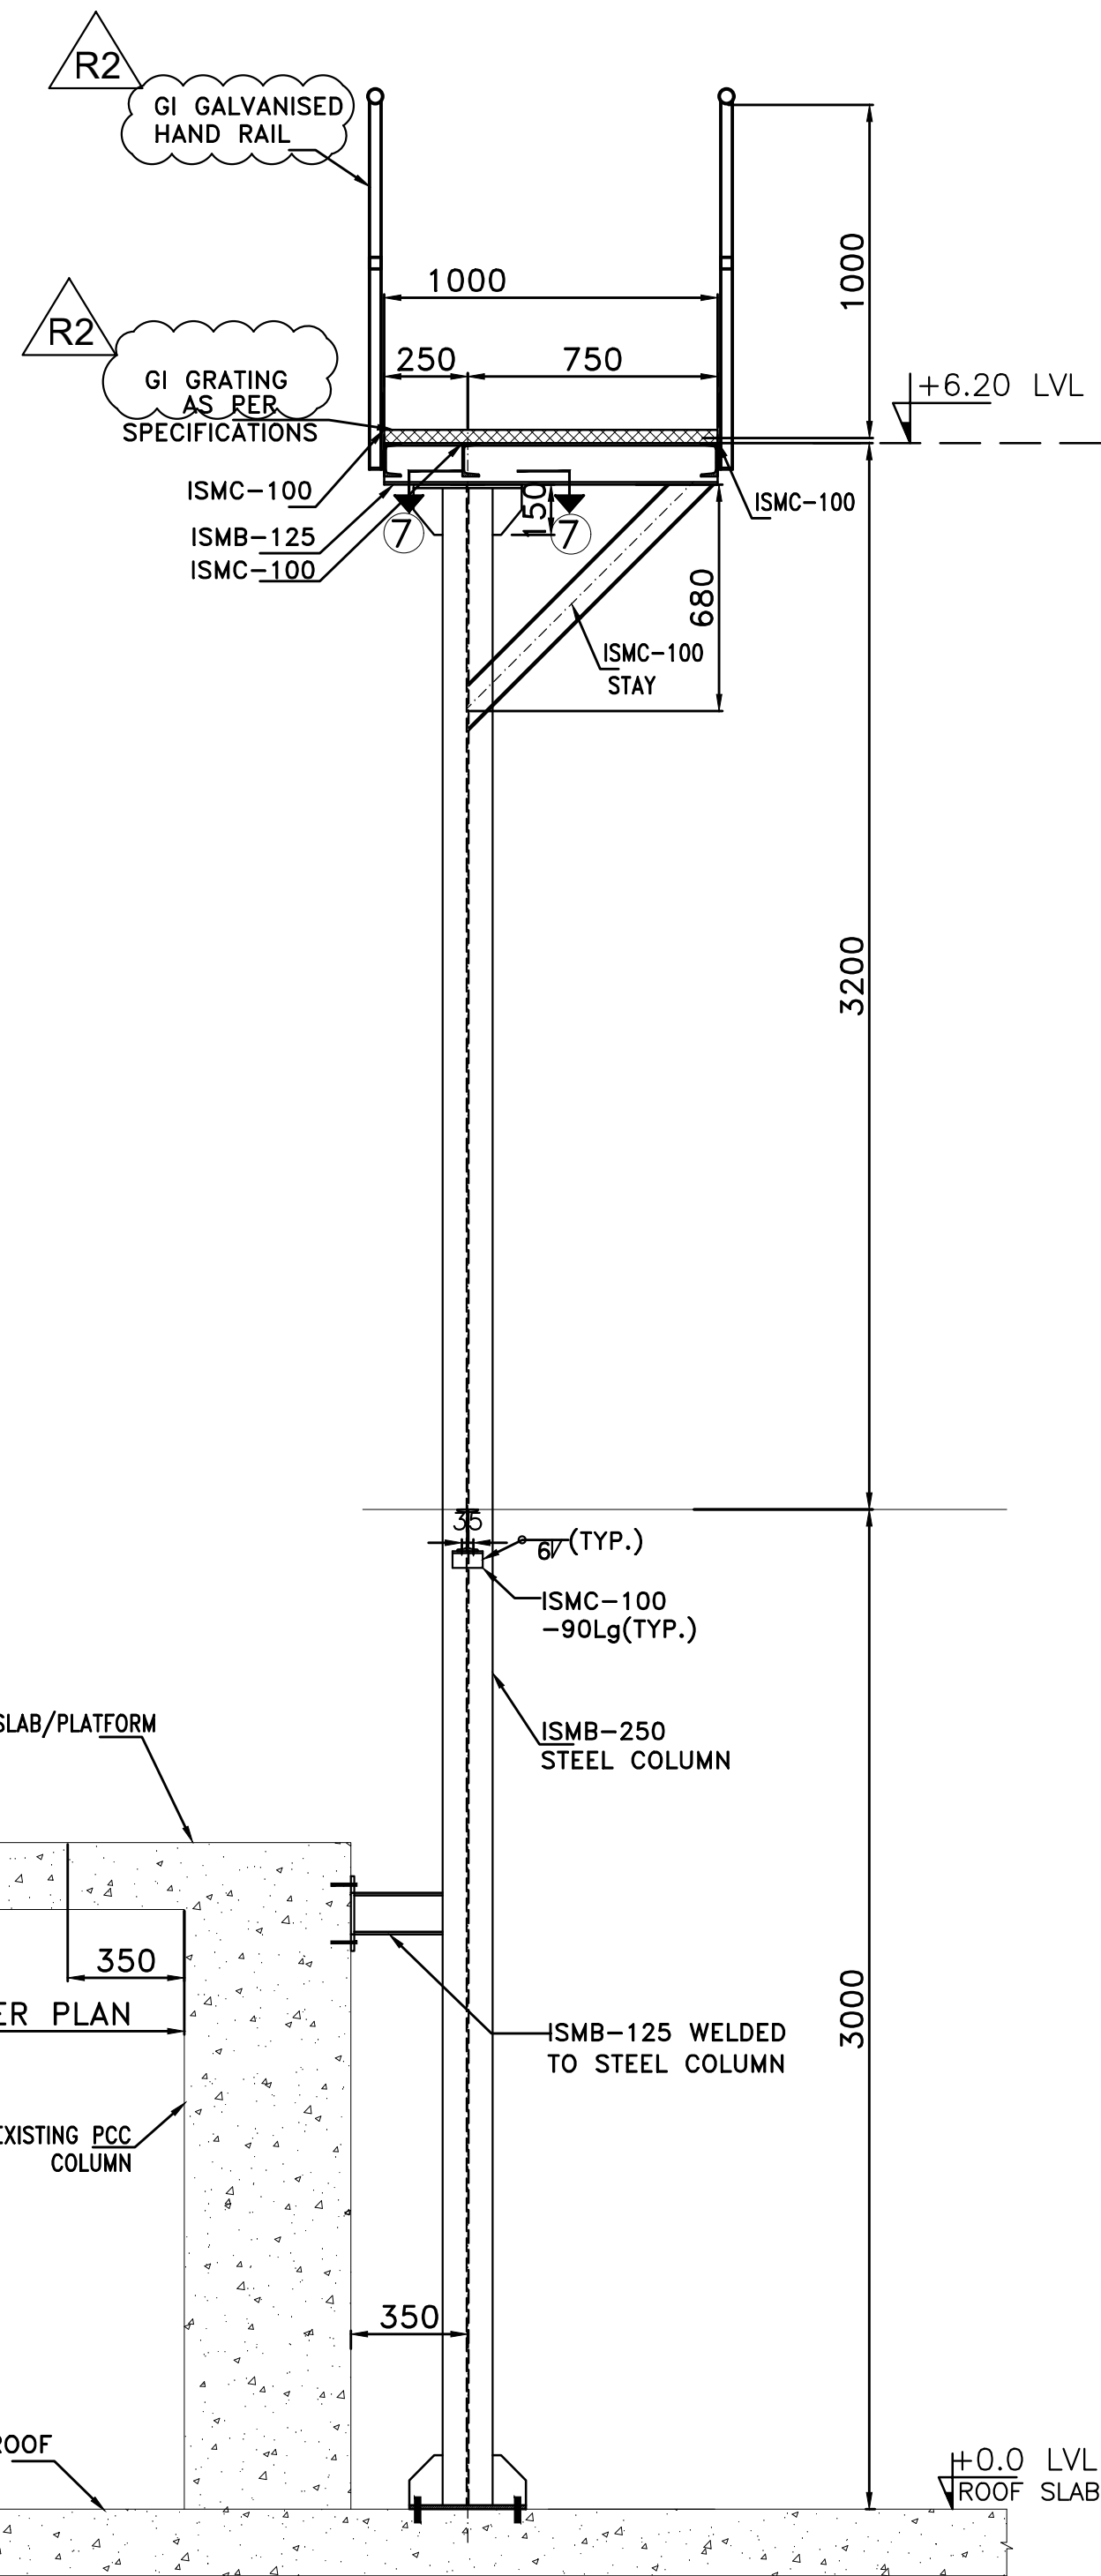 R2
GI GALVANISED
HAND RAIL
1000
1000
R2
GI GRATING
AS PER
SPECIFICATIONS
250
750
+6.20 LVL
ISMC-100
ISMB-125
ISMC-100
7
150
7
ISMC-100
680
ISMC-100
STAY
3200
35
6 (TYP.)
ISMC-100
-90Lg(TYP.)
ISMB-250
STEEL COLUMN
SLAB/PLATFORM
350
ER PLAN
ISMB-125 WELDED
TO STEEL COLUMN
3000
EXISTING PCC
COLUMN
350
ROOF
+0.0 LVL
ROOF SLAB